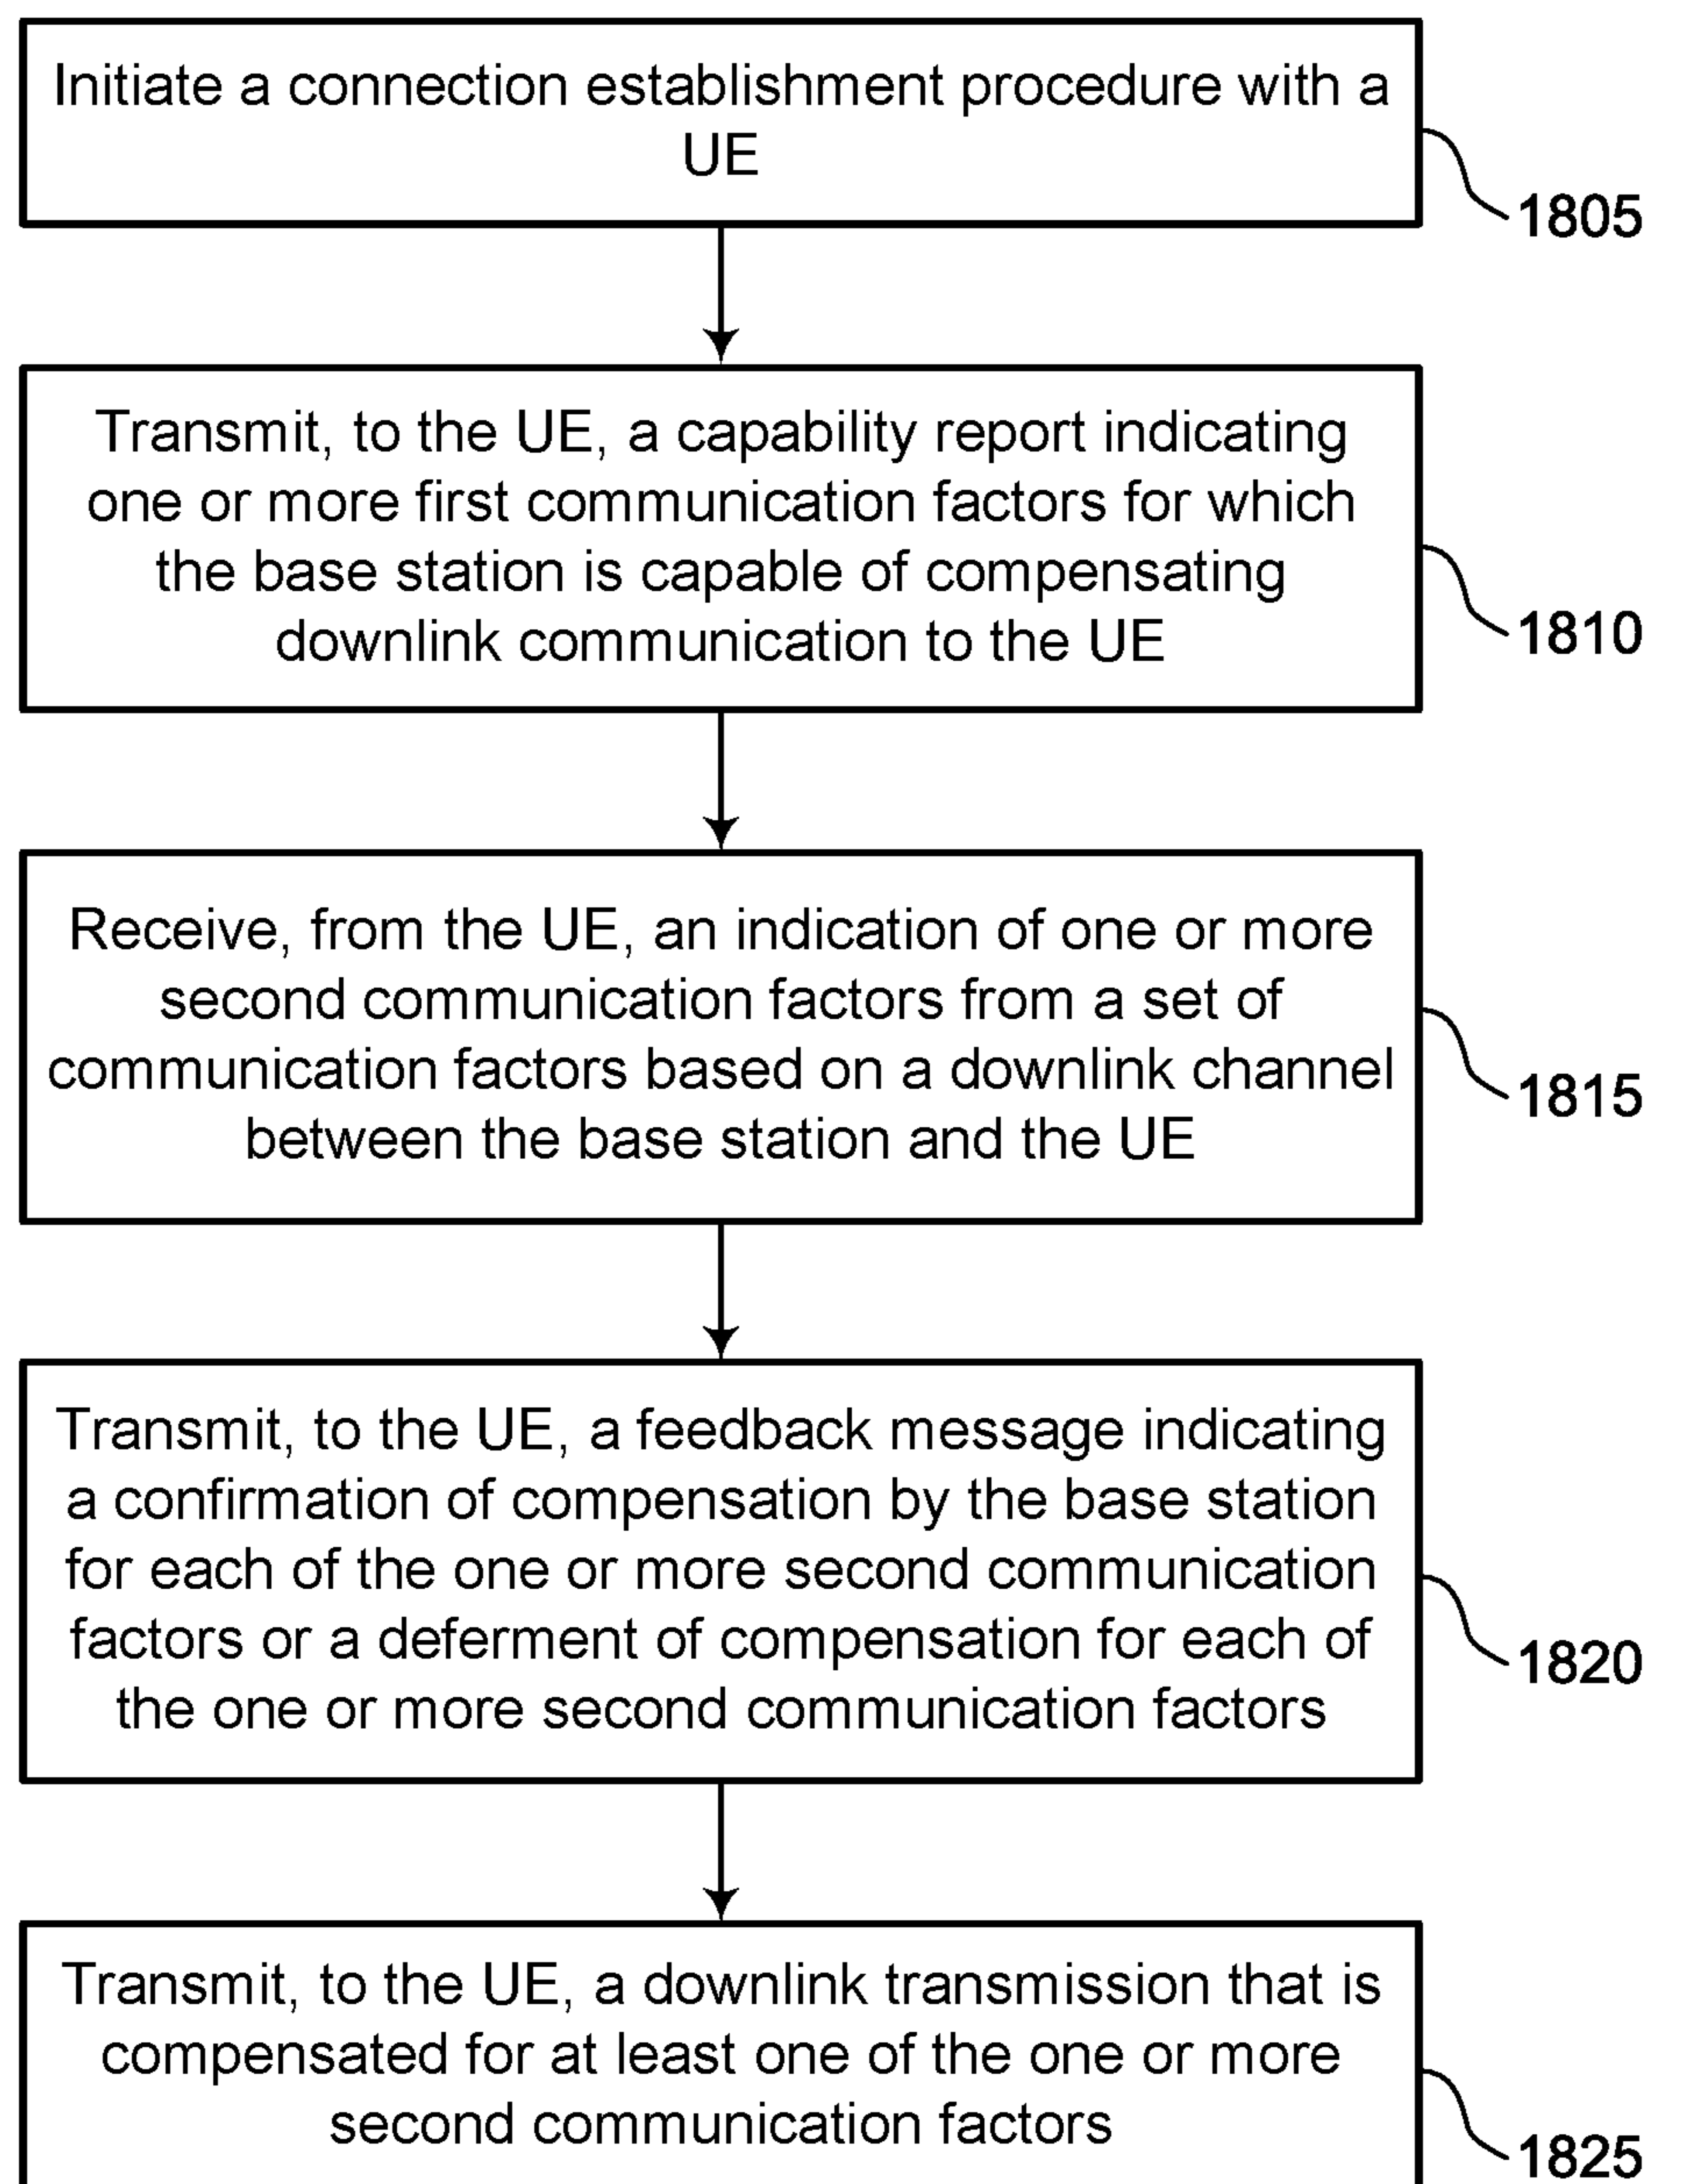 Initiate a connection establishment procedure with a
UE
1805
Transmit, to the UE, a capability report indicating
one or more first communication factors for which
the base station is capable of compensating
downlink communication to the UE
1810
Receive, from the UE, an indication of one or more
second communication factors from a set of
communication factors based on a downlink channel
between the base station and the UE
1815
Transmit, to the UE, a feedback message indicating
a confirmation of compensation by the base station
for each of the one or more second communication
factors or a deferment of compensation for each of
the one or more second communication factors
1820
Transmit, to the UE, a downlink transmission that is
compensated for at least one of the one or more
second communication factors
1825